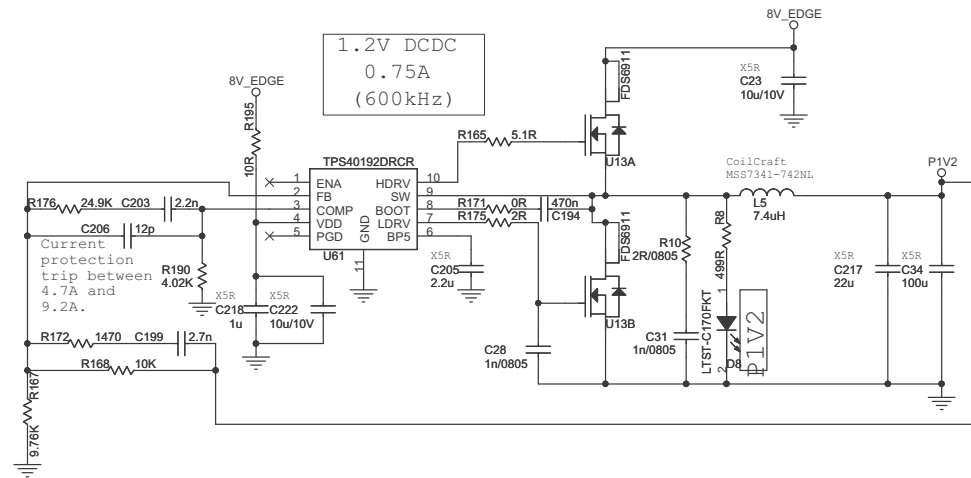 8V_EDGE
1.2V DCDC
0.75A
(600kHz)
8V_EDGE
R195
10R
FDS6911
X5R
C23
10u/10V
R165 5.1R
U13A
TPS40192DRCR
1 ENA HDRV 10
2 FB SW 9
3 COMP BOOT 8
4 VDD LDRV 7
5 PGD BP5 6
GND
11
U61
R176 24.9K C203 2.2n
C206 12p
Current
protection
trip between
4.7A and
9.2A.
R190
4.02K
R171 0R 470n
C194
R175 2R
CoilCraft
MSS7341-742NL
L5
7.4uH
P1V2
FDS6911
X5R
C205
2.2u
R10
2R/0805
R8
499R
X5R
C217
22u
X5R
C34
100u
X5R
C218
1u
X5R
C222
10u/10V
U13B
C28
1n/0805
C31
1n/0805
LTST-C170FKT
1
2
D8
P1V2
R172 1470 C199 2.7n
R168 10K
R167
9.76K